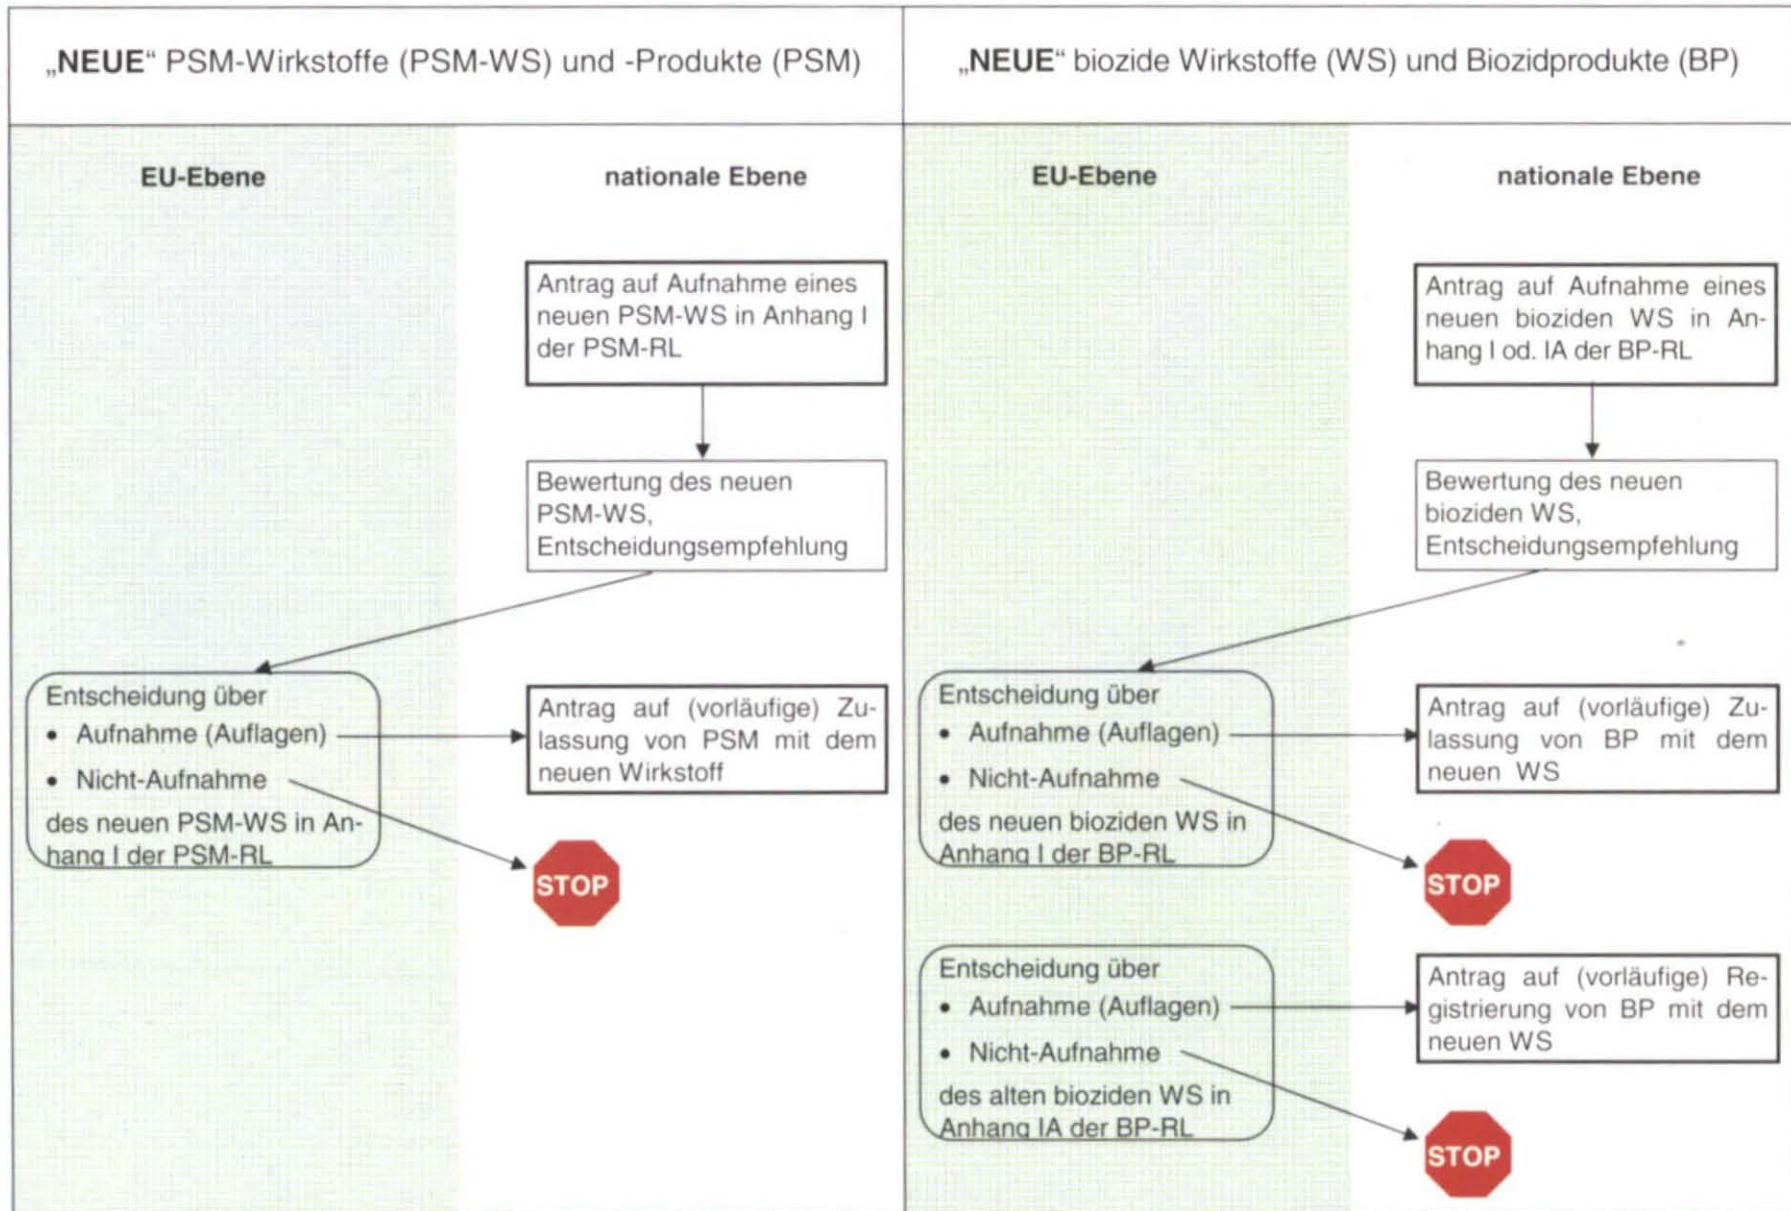 „NEUE“ PSM-Wirkstoffe (PSM-WS) und -Produkte (PSM)
EU-Ebene
nationale Ebene
Antrag auf Aufnahme eines
neuen PSM-WS in Anhang I
der PSM-RL
Bewertung des neuen
PSM-WS,
Entscheidungsempfehlung
Entscheidung über
• Aufnahme (Auflagen)
• Nicht-Aufnahme
des neuen PSM-WS in An-
hang I der PSM-RL
Antrag auf (vorläufige) Zu-
lassung von PSM mit dem
neuen Wirkstoff
STOP
„NEUE“ biozide Wirkstoffe (WS) und Biozidprodukte (BP)
EU-Ebene
nationale Ebene
Antrag auf Aufnahme eines
neuen bioziden WS in An-
hang I od. IA der BP-RL
Bewertung des neuen
bioziden WS,
Entscheidungsempfehlung
Entscheidung über
• Aufnahme (Auflagen)
• Nicht-Aufnahme
des neuen bioziden WS in
Anhang I der BP-RL
Antrag auf (vorläufige) Zu-
lassung von BP mit dem
neuen WS
STOP
Entscheidung über
• Aufnahme (Auflagen)
• Nicht-Aufnahme
des alten bioziden WS in
Anhang IA der BP-RL
Antrag auf (vorläufige) Re-
gistrierung von BP mit dem
neuen WS
STOP